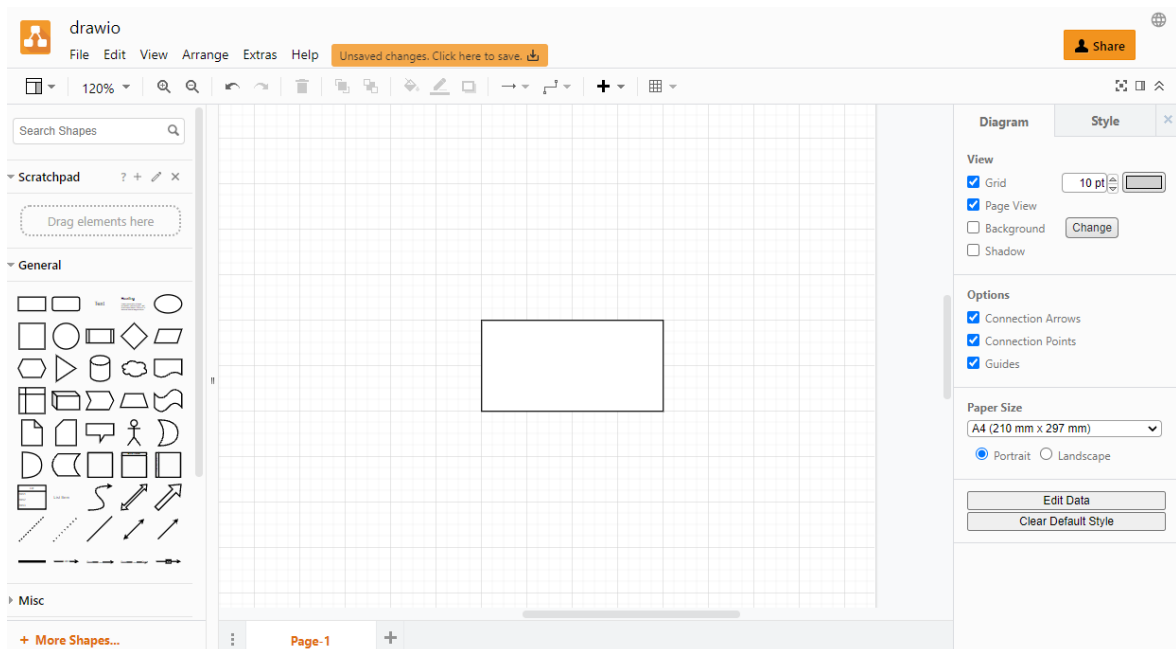 drawio
File Edit View Arrange Extras Help Unsaved changes. Click here to save.
Share
120%
Search Shapes
Scratchpad ? + ×
Drag elements here
General
Text Heading
List Item
Misc
+ More Shapes...
Page-1
Diagram Style
View
Grid 10 pt
Page View
Background Change
Shadow
Options
Connection Arrows
Connection Points
Guides
Paper Size
A4 (210 mm x 297 mm)
Portrait Landscape
Edit Data
Clear Default Style